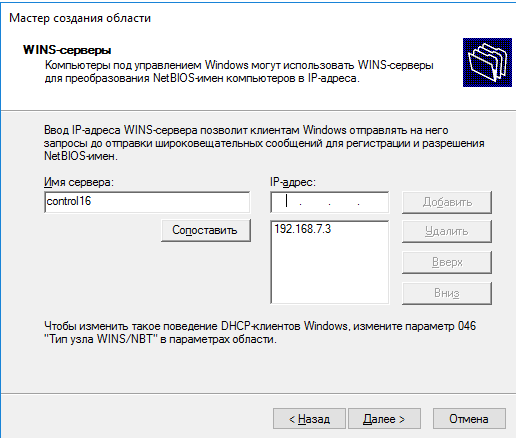 Мастер создания области
WINS-серверы
Компьютеры под управлением Windows могут использовать WINS-серверы
для преобразования NetBIOS-имен компьютеров в IP-адреса.
Ввод IP-адреса WINS-сервера позволит клиентам Windows отправлять на него
запросы до отправки широковещательных сообщений для регистрации и разрешения
NetBIOS-имен.
Имя сервера:
IP-адрес:
control16
. . .
Добавить
Сопоставить
192.168.7.3
Удалить
Вверх
Вниз
Чтобы изменить такое поведение DHCP-клиентов Windows, измените параметр 046
"Тип узла WINS/NBT" в параметрах области.
< Назад
Далее >
Отмена